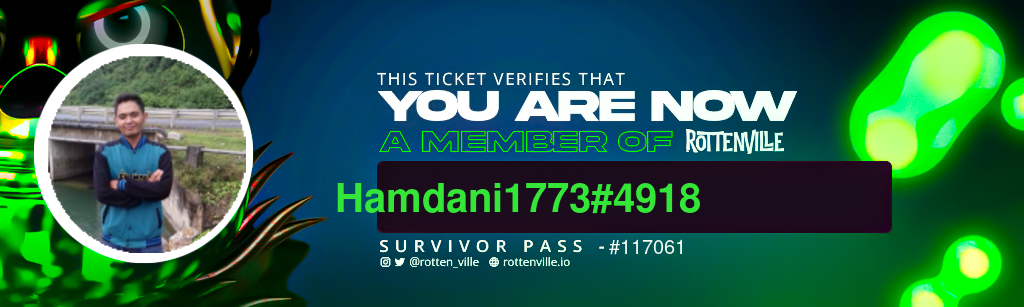 THIS TICKET VERIFIES THAT
YOU ARE NOW
A MEMBER OF ROTTENVILLE
Hamdani1773#4918
SURVIVOR PASS - #117061
@rotten_ville rottenville.io